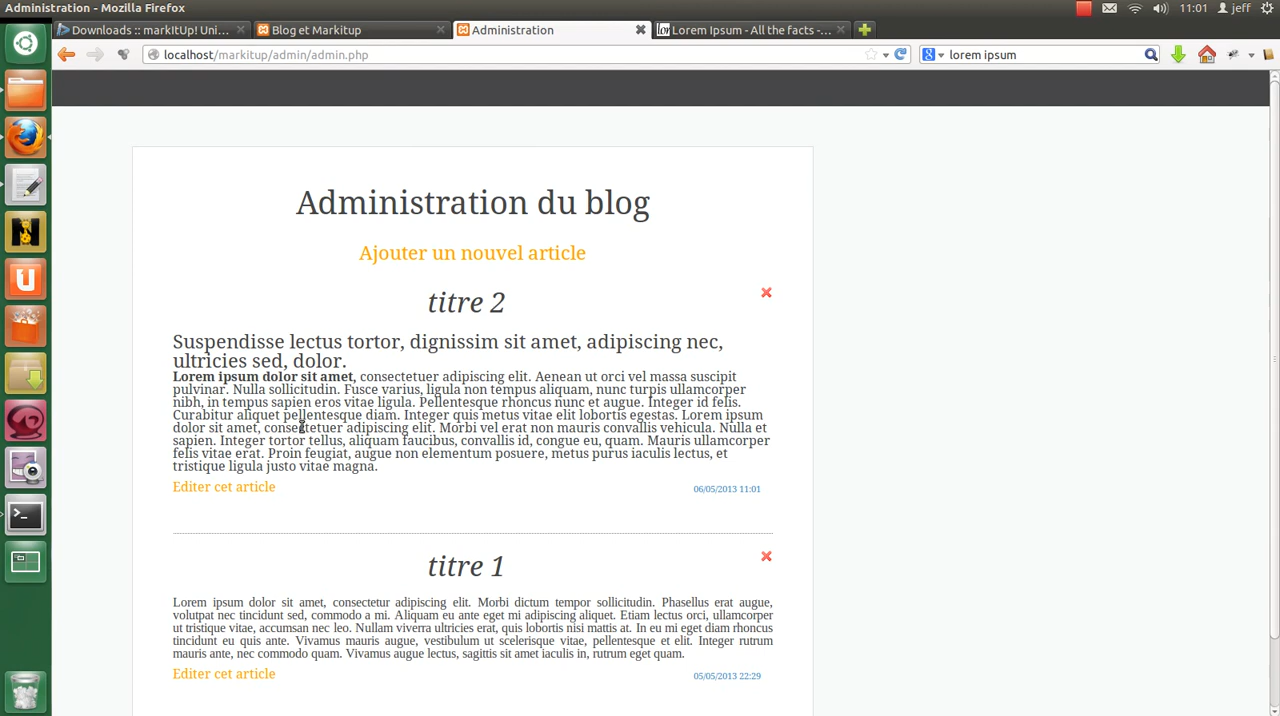 Administration - Mozilla Firefox
11:01 jeff
Downloads :: markItUp! Uni...
Blog et Markitup
Administration
Lorem Ipsum - All the facts -...
localhost/markitup/admin/admin.php
lorem ipsum
Administration du blog
Ajouter un nouvel article
titre 2
Suspendisse lectus tortor, dignissim sit amet, adipiscing nec,
ultricies sed, dolor.
Lorem ipsum dolor sit amet, consectetuer adipiscing elit. Aenean ut orci vel massa suscipit
pulvinar. Nulla sollicitudin. Fusce varius, ligula non tempus aliquam, nunc turpis ullamcorper
nibh, in tempus sapien eros vitae ligula. Pellentesque rhoncus nunc et augue. Integer id felis.
Curabitur aliquet pellentesque diam. Integer quis metus vitae elit lobortis egestas. Lorem ipsum
dolor sit amet, consectetuer adipiscing elit. Morbi vel erat non mauris convallis vehicula. Nulla et
sapien. Integer tortor tellus, aliquam faucibus, convallis id, congue eu, quam. Mauris ullamcorper
felis vitae erat. Proin feugiat, augue non elementum posuere, metus purus iaculis lectus, et
tristique ligula justo vitae magna.
Editer cet article
06/05/2013 11:01
titre 1
Lorem ipsum dolor sit amet, consectetur adipiscing elit. Morbi dictum tempor sollicitudin. Phasellus erat augue,
volutpat nec tincidunt sed, commodo a mi. Aliquam eu ante eget mi adipiscing aliquet. Etiam lectus orci, ullamcorper
ut tristique vitae, accumsan nec leo. Nullam viverra ultricies erat, quis lobortis nisi mattis at. In eu mi eget diam rhoncus
tincidunt eu quis ante. Vivamus mauris augue, vestibulum ut scelerisque vitae, pellentesque et elit. Integer rutrum
mauris ante, nec commodo quam. Vivamus augue lectus, sagittis sit amet iaculis in, rutrum eget quam.
Editer cet article
05/05/2013 22:29